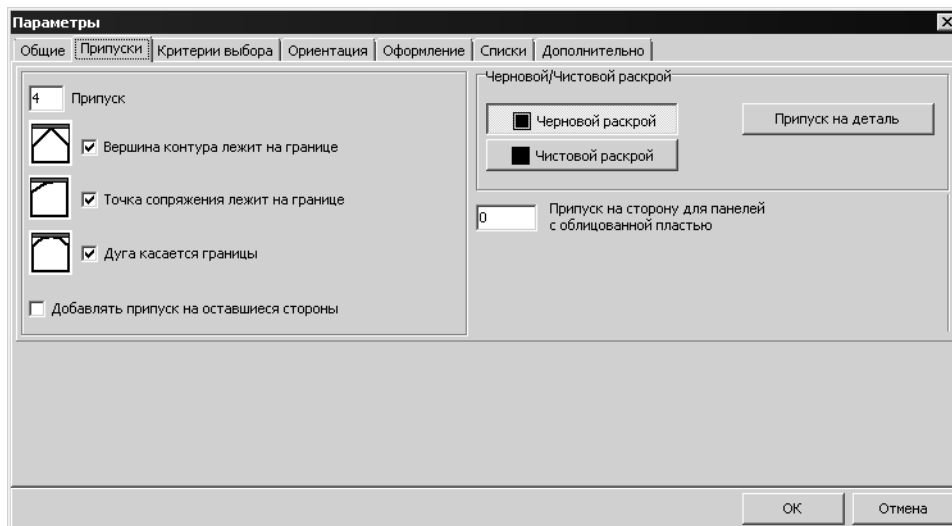 Параметры
Общие Припуски Критерии выбора Ориентация Оформление Списки Дополнительно
4 Припуск
Вершина контура лежит на границе
Точка сопряжения лежит на границе
Дуга касается границы
Добавлять припуск на оставшиеся стороны
Черновой/Чистовой раскрой
Черновой раскрой
Припуск на деталь
Чистовой раскрой
0 Припуск на сторону для панелей
с облицованной пластью
ОК Отмена